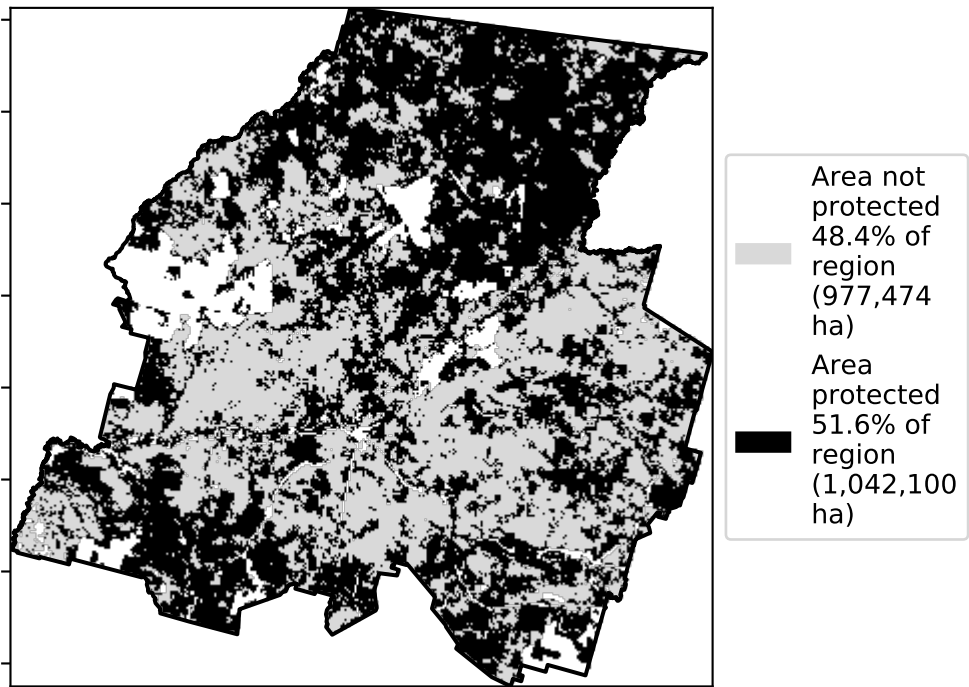 Area not
protected
48.4% of
region
(977,474
ha)
Area
protected
51.6% of
region
(1,042,100
ha)